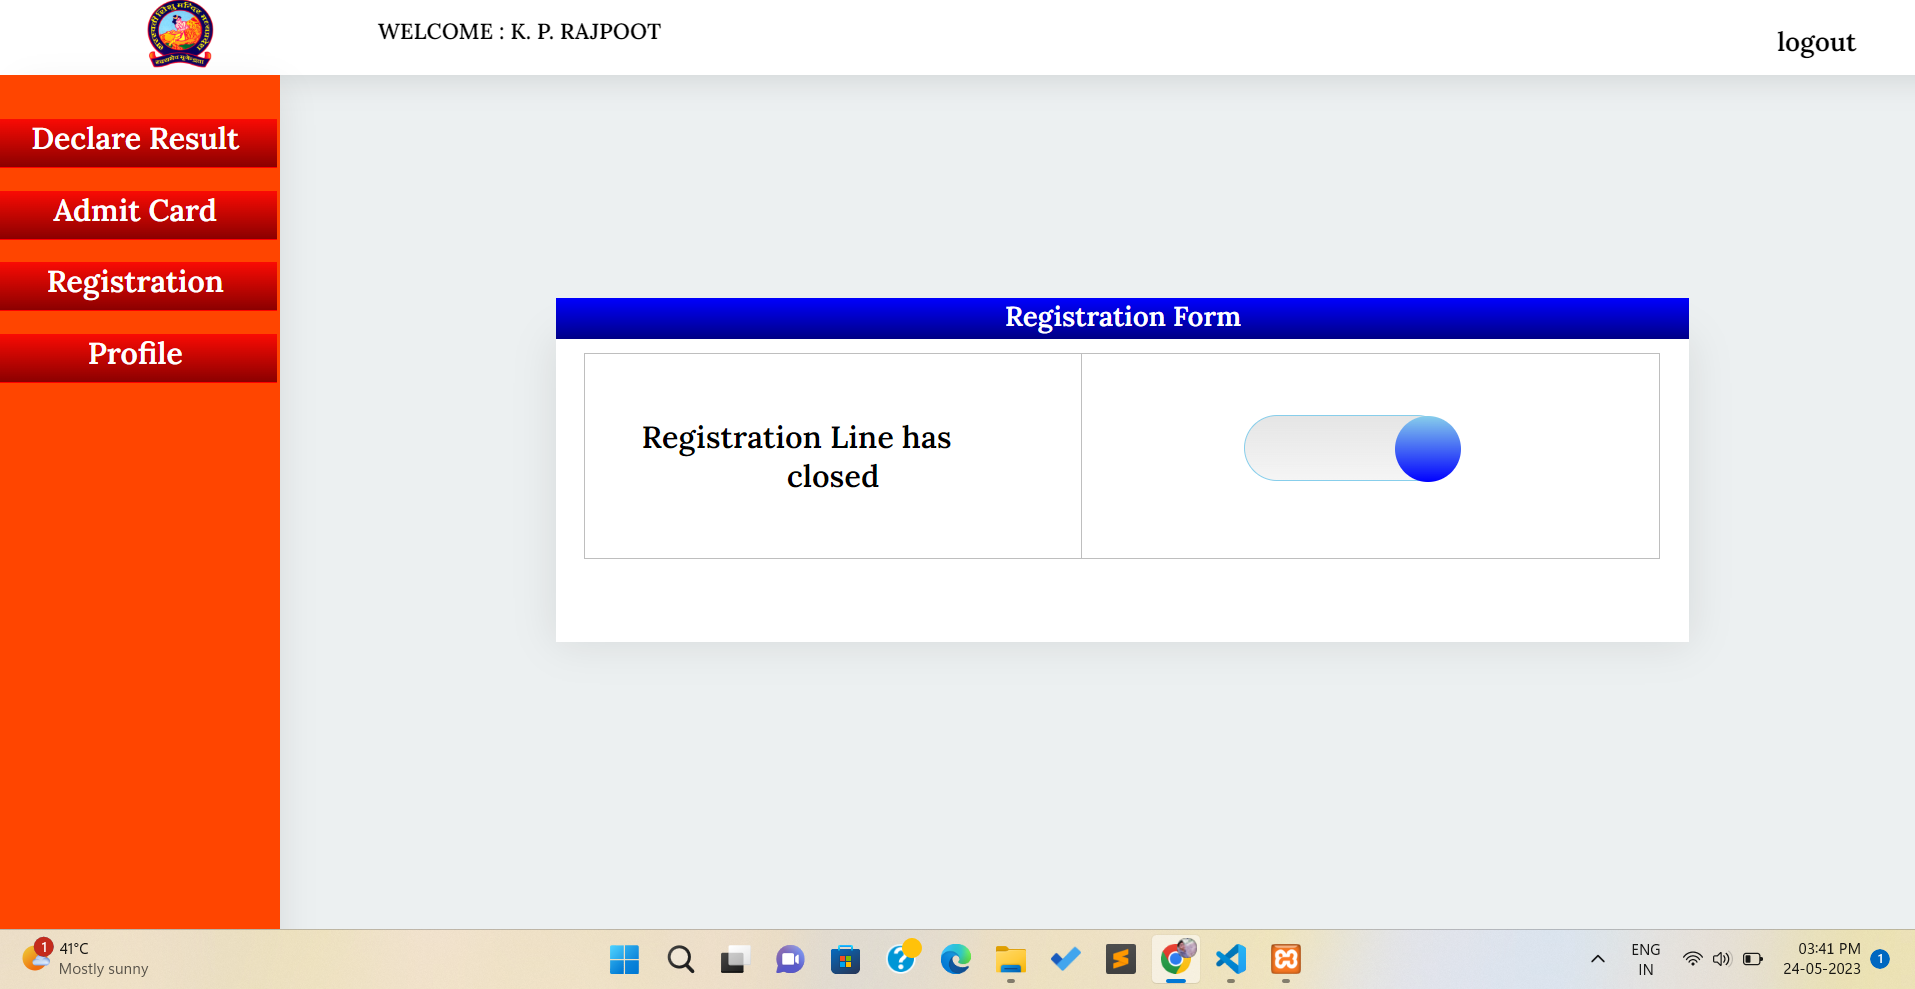 WELCOME : K. P. RAJPOOT
logout
Declare Result
Admit Card
Registration
Profile
Registration Form
Registration Line has
closed
1
41°C
Mostly sunny
ENG
IN
03:41 PM
24-05-2023
1